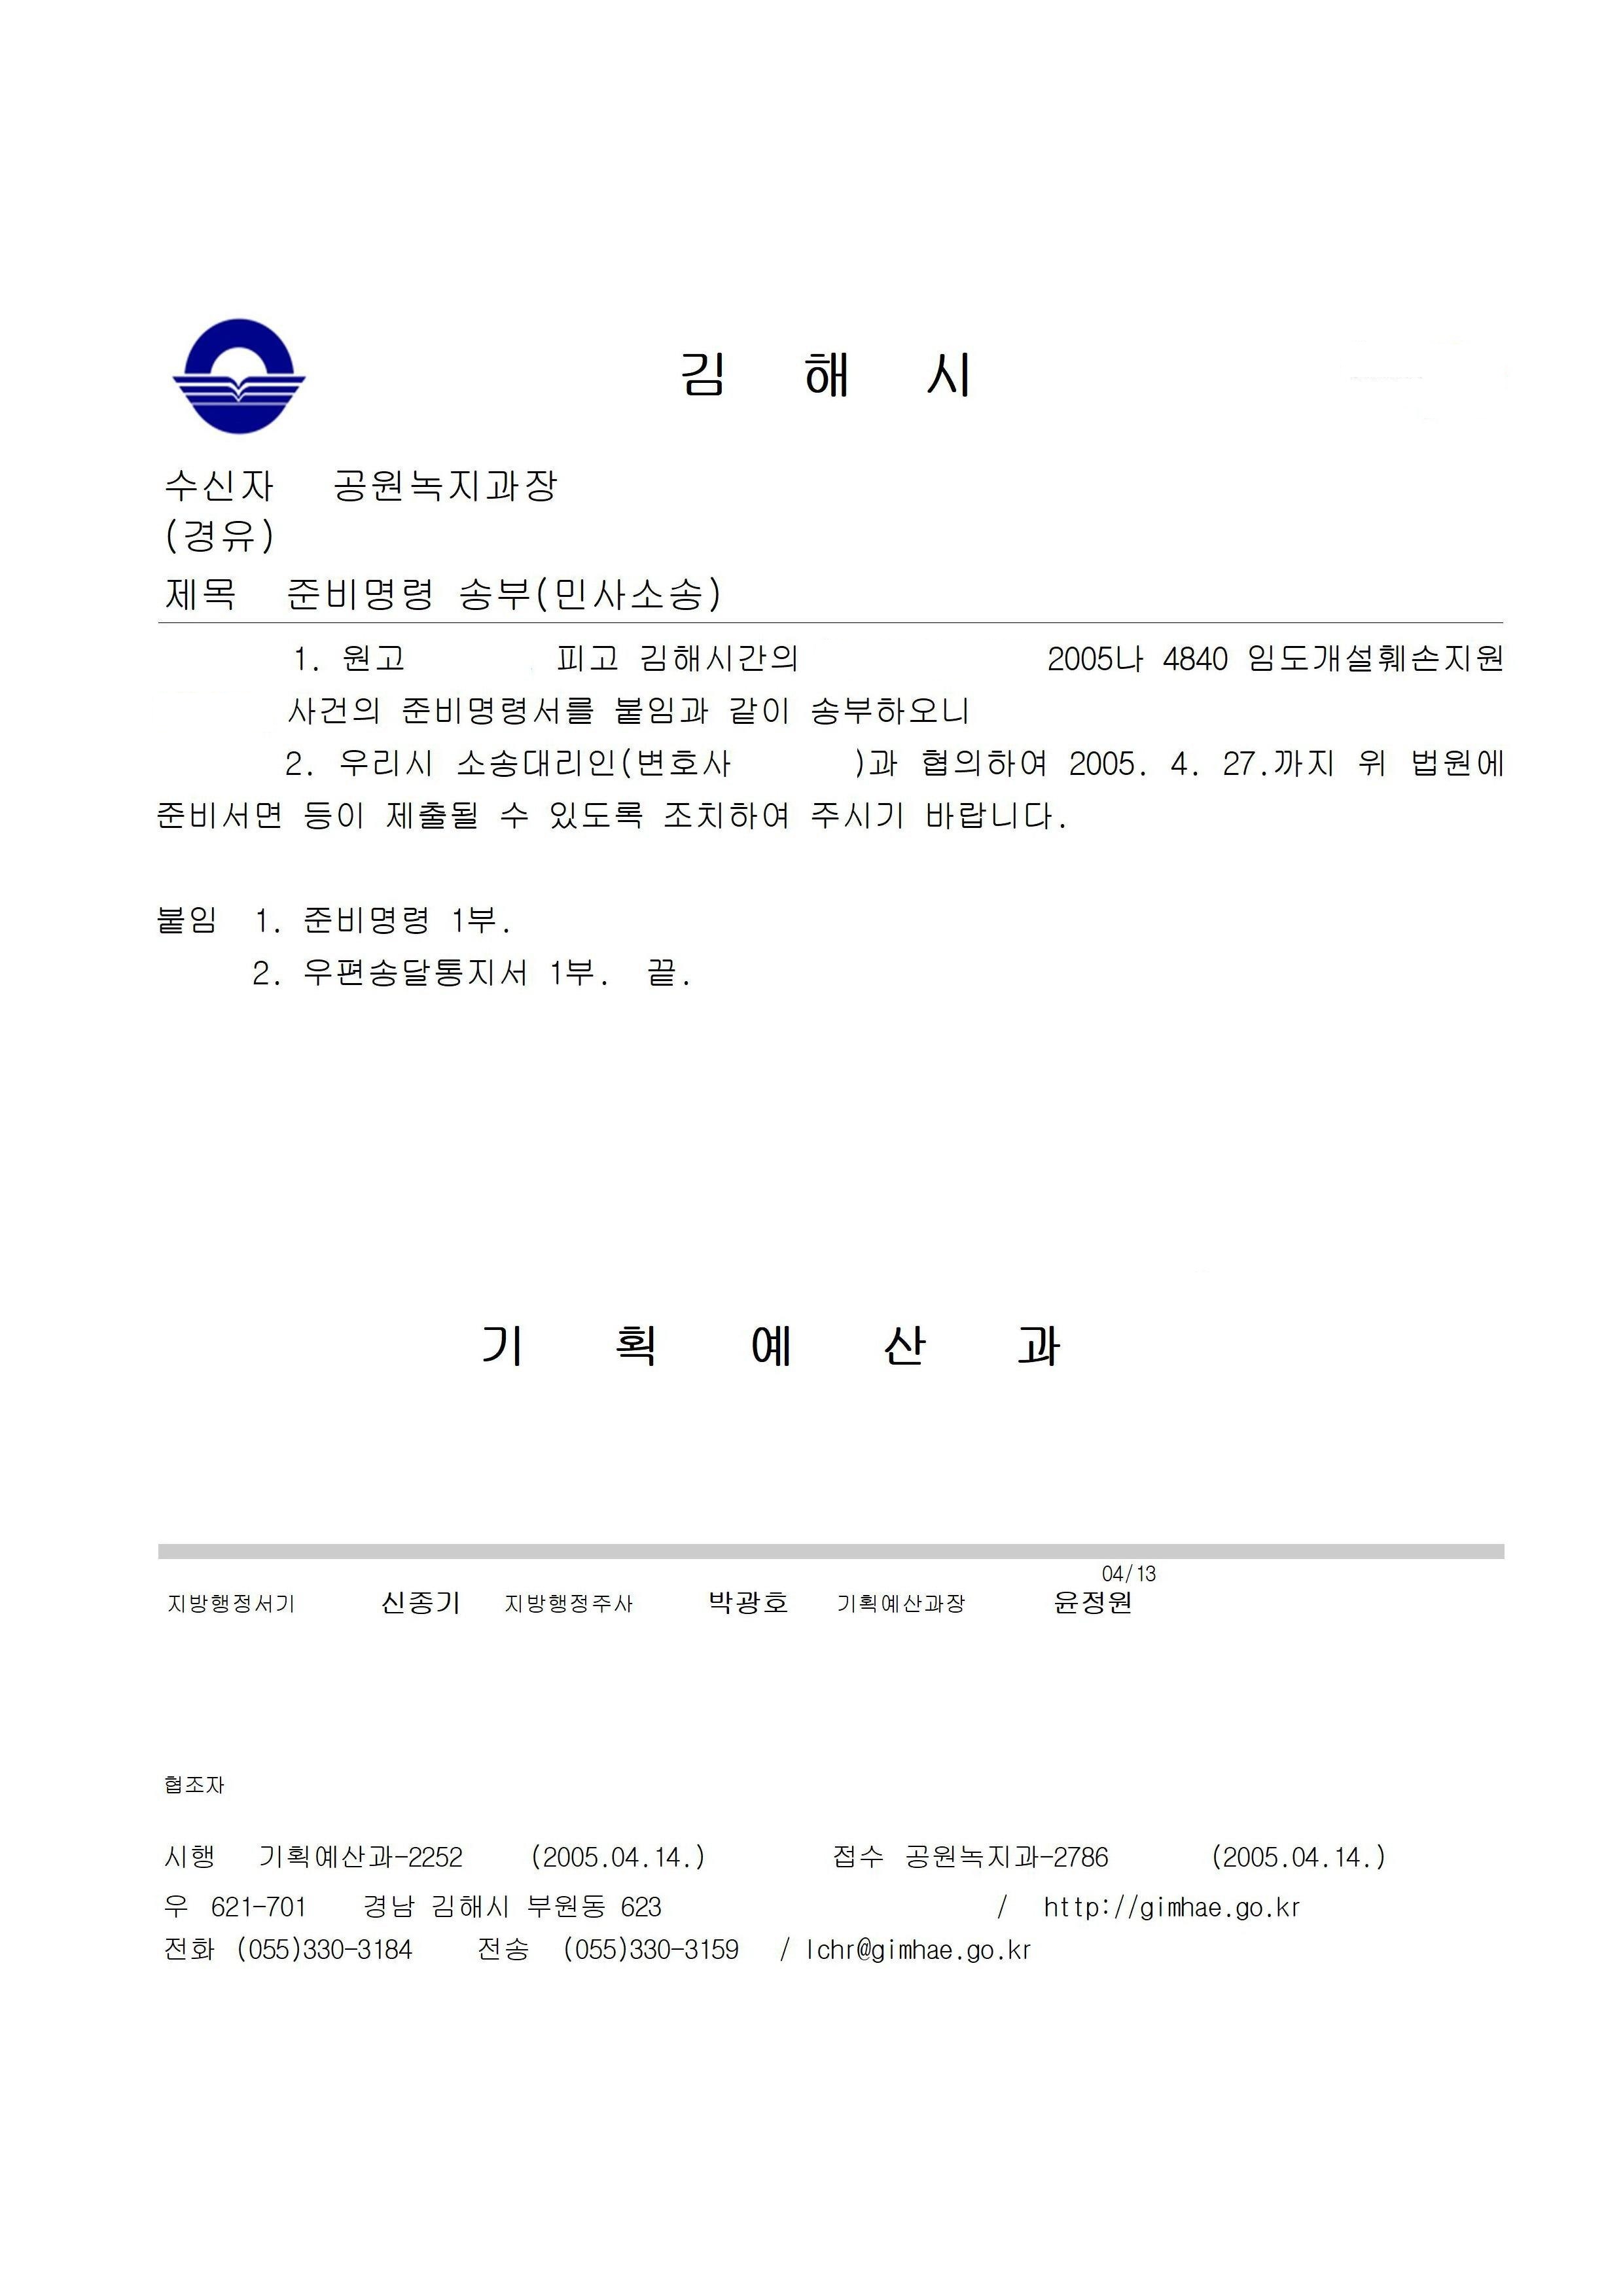 김 해 시
수신자 공원녹지과장
(경유)
제목 준비명령 송부(민사소송)
1. 원고 피고 김해시간의 2005나 4840 임도개설훼손지원
사건의 준비명령서를 붙임과 같이 송부하오니
2. 우리시 소송대리인(변호사 )과 협의하여 2005. 4. 27.까지 위 법원에
준비서면 등이 제출될 수 있도록 조치하여 주시기 바랍니다.
붙임 1. 준비명령 1부.
2. 우편송달통지서 1부. 끝.
기 획 예 산 과
04/13
지방행정서기 신종기 지방행정주사 박광호 기획예산과장 윤정원
협조자
시행 기획예산과-2252 (2005.04.14.) 접수 공원녹지과-2786 (2005.04.14.)
우 621-701 경남 김해시 부원동 623 / http://gimhae.go.kr
전화 (055)330-3184 전송 (055)330-3159 / lchr@gimhae.go.kr